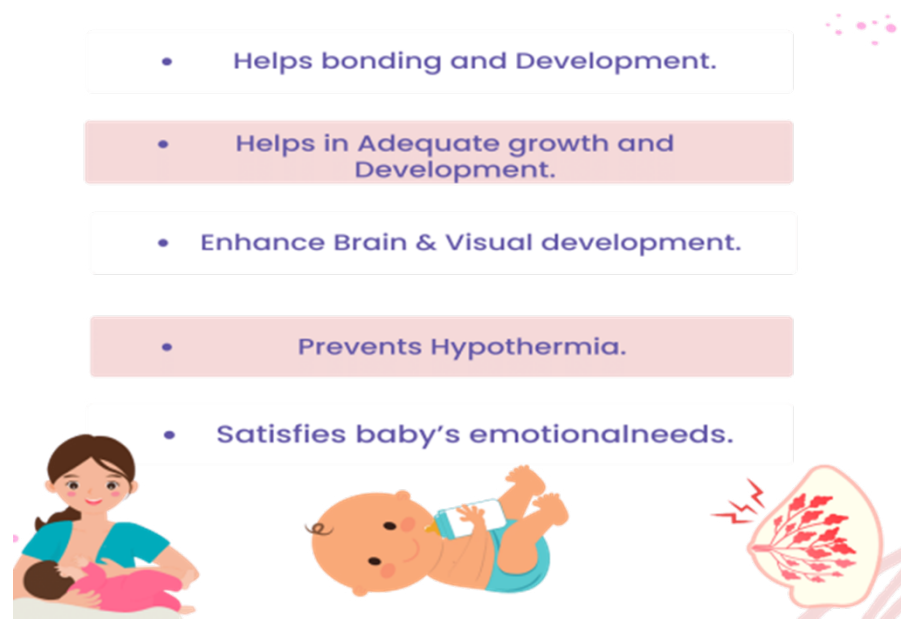 • Helps bonding and Development.
• Helps in Adequate growth and
Development.
• Enhance Brain & Visual development.
• Prevents Hypothermia.
• Satisfies baby’s emotionalneeds.